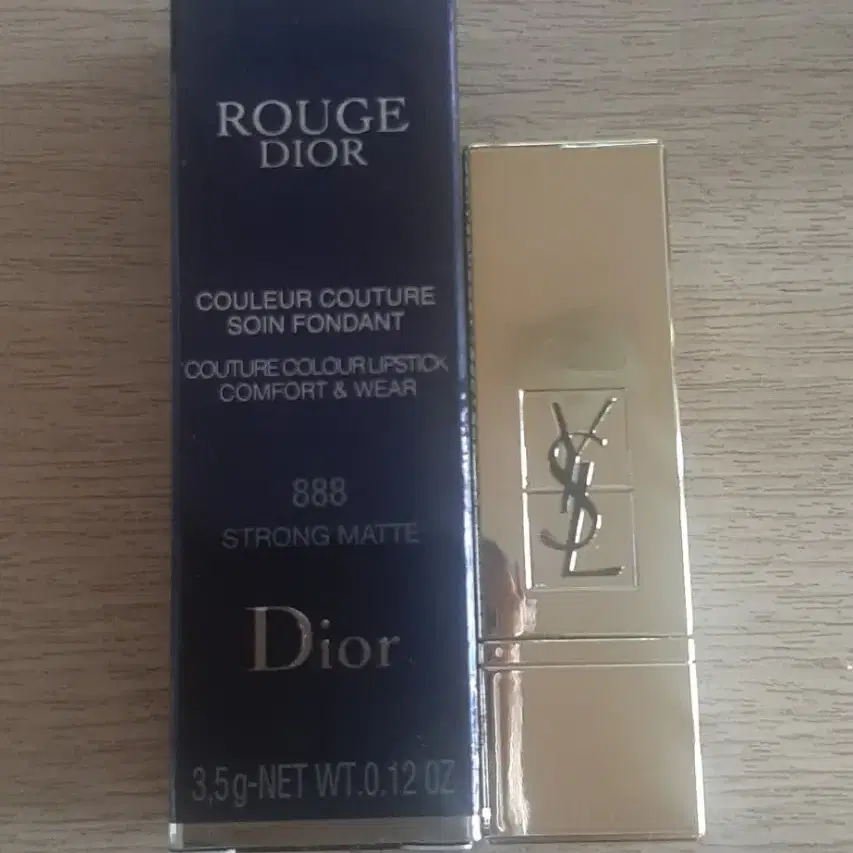 ROUGE
DIOR
COULEUR COUTURE
SOIN FONDANT
COUTURE COLOUR LIPSTICK
COMFORT & WEAR
888
STRONG MATTE
Dior
3,5g-NET WT.0.12 OZ
YSL